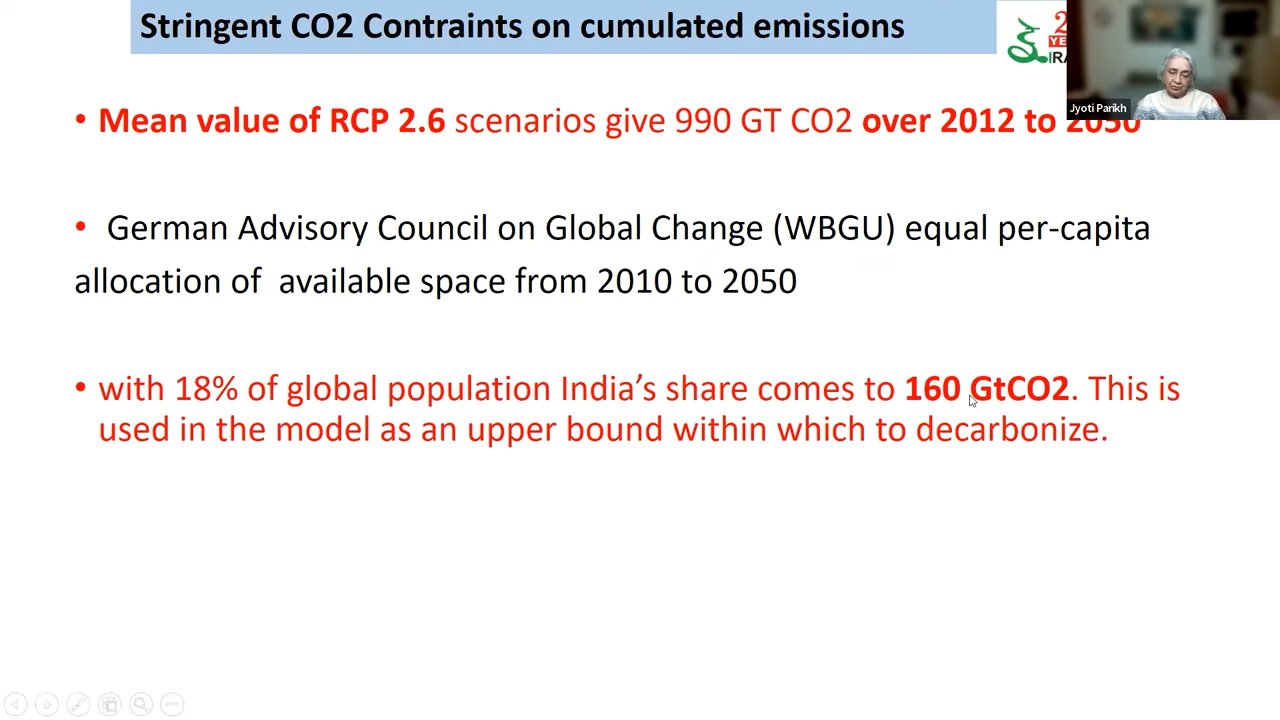 Stringent CO2 Contraints on cumulated emissions
Jyoti Parikh
• Mean value of RCP 2.6 scenarios give 990 GT CO2 over 2012 to 2050
• German Advisory Council on Global Change (WBGU) equal per-capita
allocation of available space from 2010 to 2050
• with 18% of global population India’s share comes to 160 GtCO2. This is
used in the model as an upper bound within which to decarbonize.